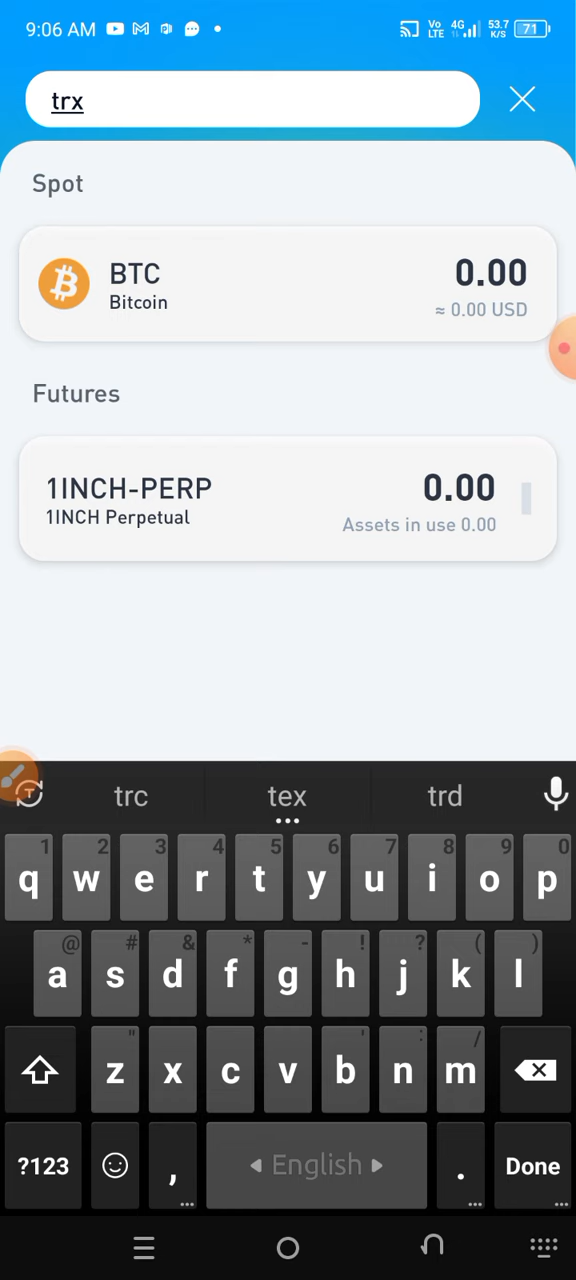 9:06 AM
Vo LTE 4G 53.7 K/S 71
trx
Spot
BTC
Bitcoin
0.00
≈ 0.00 USD
Futures
1INCH-PERP
1INCH Perpetual
0.00
Assets in use 0.00
T trc tex trd
1 2 3 4 5 6 7 8 9 0
q w e r t y u i o p
@ # & * - ! ? ( )
a s d f g h j k l
" ' : /
z x c v b n m
?123 , English . Done